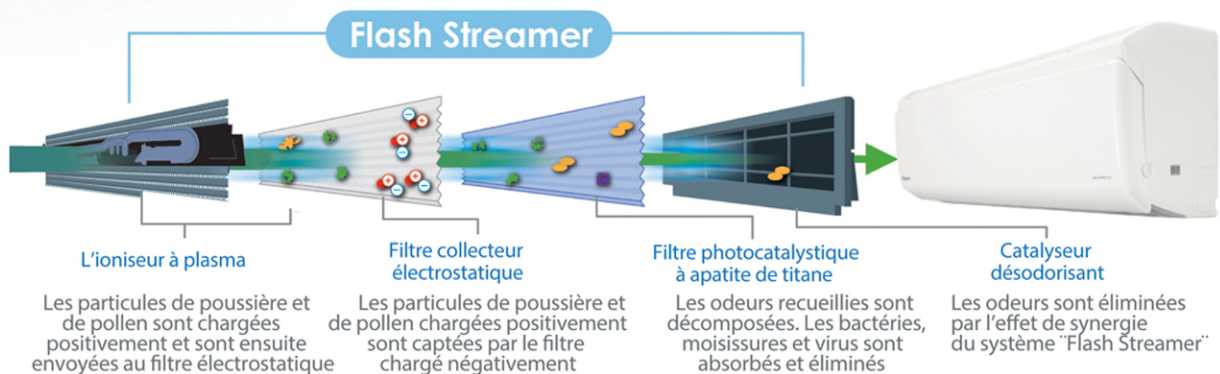 Flash Streamer
L'ioniseur à plasma
Les particules de poussière et
de pollen sont chargées
positivement et sont ensuite
envoyées au filtre électrostatique
Filtre collecteur
électrostatique
Les particules de poussière et
de pollen chargées positivement
sont captées par le filtre
chargé négativement
Filtre photocatalystique
à apatite de titane
Les odeurs recueillies sont
décomposées. Les bactéries,
moisissures et virus sont
absorbés et éliminés
Catalyseur
désodorisant
Les odeurs sont éliminées
par l'effet de synergie
du système ¨Flash Streamer¨